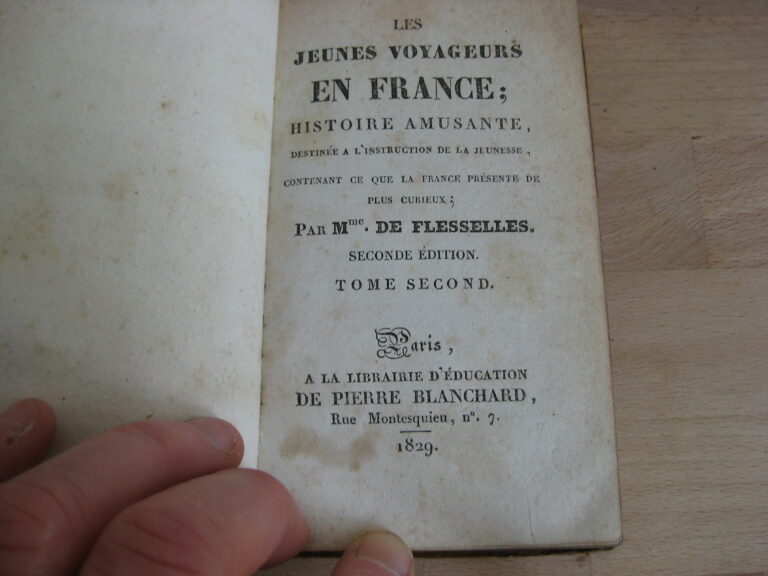 LES
JEUNES VOYAGEURS
EN FRANCE;
HISTOIRE AMUSANTE,
DESTINÉE A L'INSTRUCTION DE LA JEUNESSE,
CONTENANT CE QUE LA FRANCE PRÉSENTE DE
PLUS CURIEUX;
PAR Mme. DE FLESSELLES.
SECONDE ÉDITION.
TOME SECOND.
Paris,
A LA LIBRAIRIE D'ÉDUCATION
DE PIERRE BLANCHARD,
Rue Montesquieu, no. 7.
1829.